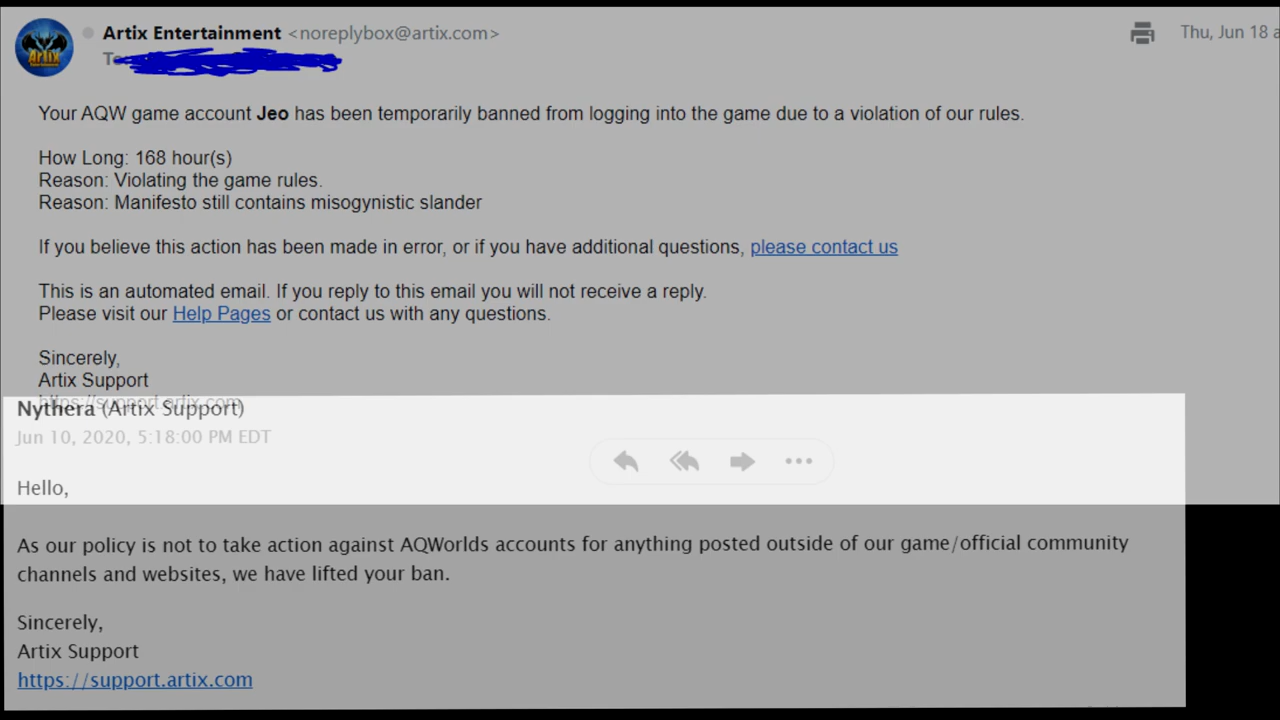 Artix Entertainment <noreplybox@artix.com>
Thu, Jun 18
Your AQW game account Jeo has been temporarily banned from logging into the game due to a violation of our rules.
How Long: 168 hour(s)
Reason: Violating the game rules.
Reason: Manifesto still contains misogynistic slander
If you believe this action has been made in error, or if you have additional questions, please contact us
This is an automated email. If you reply to this email you will not receive a reply.
Please visit our Help Pages or contact us with any questions.
Sincerely,
Artix Support
https://support.artix.com
Nythera (Artix Support)
Jun 10, 2020, 5:18:00 PM EDT
Hello,
As our policy is not to take action against AQWorlds accounts for anything posted outside of our game/official community
channels and websites, we have lifted your ban.
Sincerely,
Artix Support
https://support.artix.com